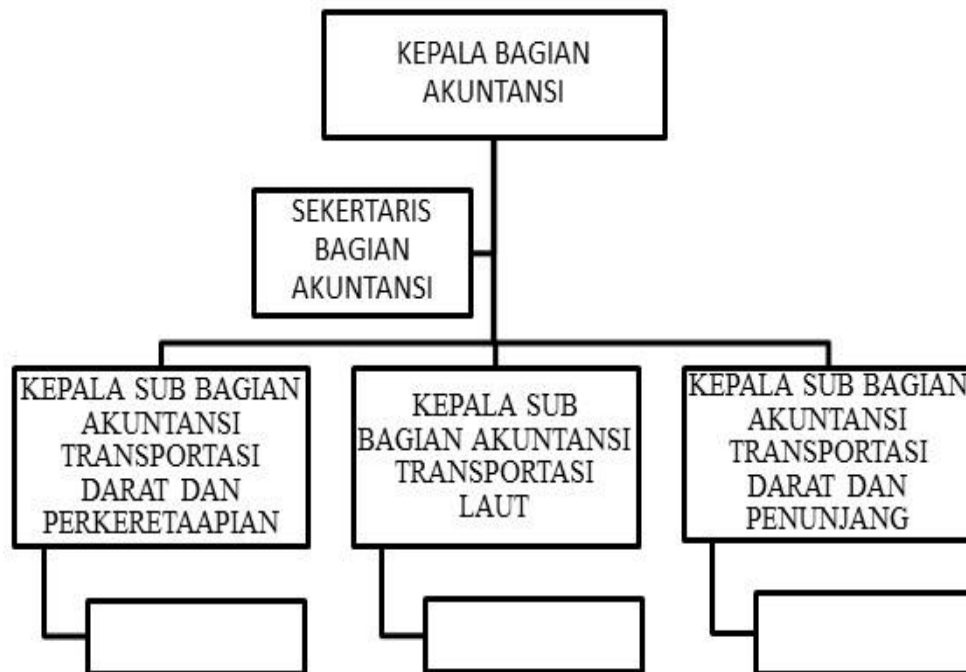 KEPALA BAGIAN
AKUNTANSI
SEKERTARIS
BAGIAN
AKUNTANSI
KEPALA SUB BAGIAN
AKUNTANSI
TRANSPORTASI
DARAT DAN
PERKERETAAPIAN
KEPALA SUB
BAGIAN AKUNTANSI
TRANSPORTASI
LAUT
KEPALA SUB BAGIAN
AKUNTANSI
TRANSPORTASI
DARAT DAN
PENUNJANG